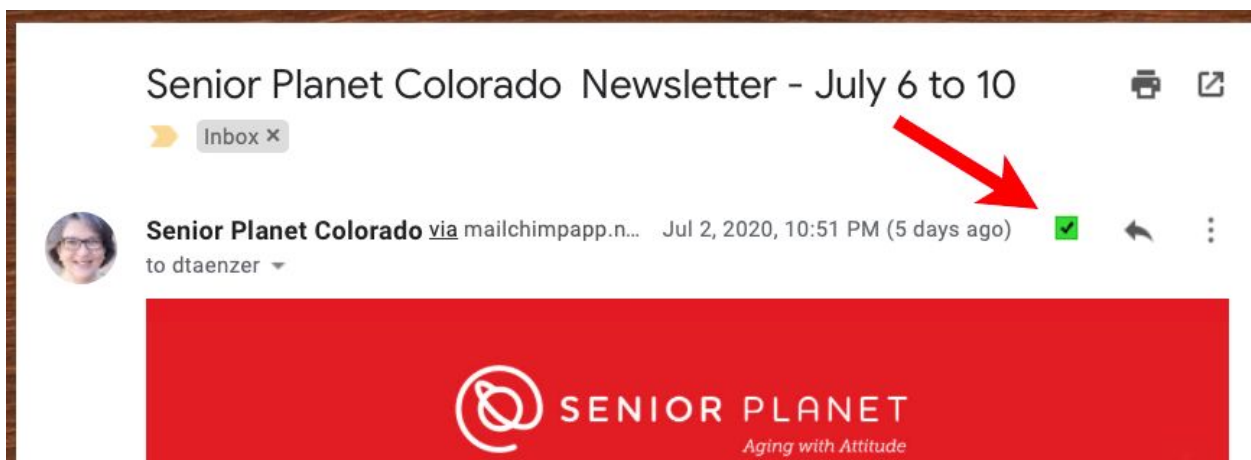 Senior Planet Colorado Newsletter - July 6 to 10
Inbox ×
Senior Planet Colorado via mailchimpapp.n... Jul 2, 2020, 10:51 PM (5 days ago)
to dtaenzer
SENIOR PLANET
Aging with Attitude